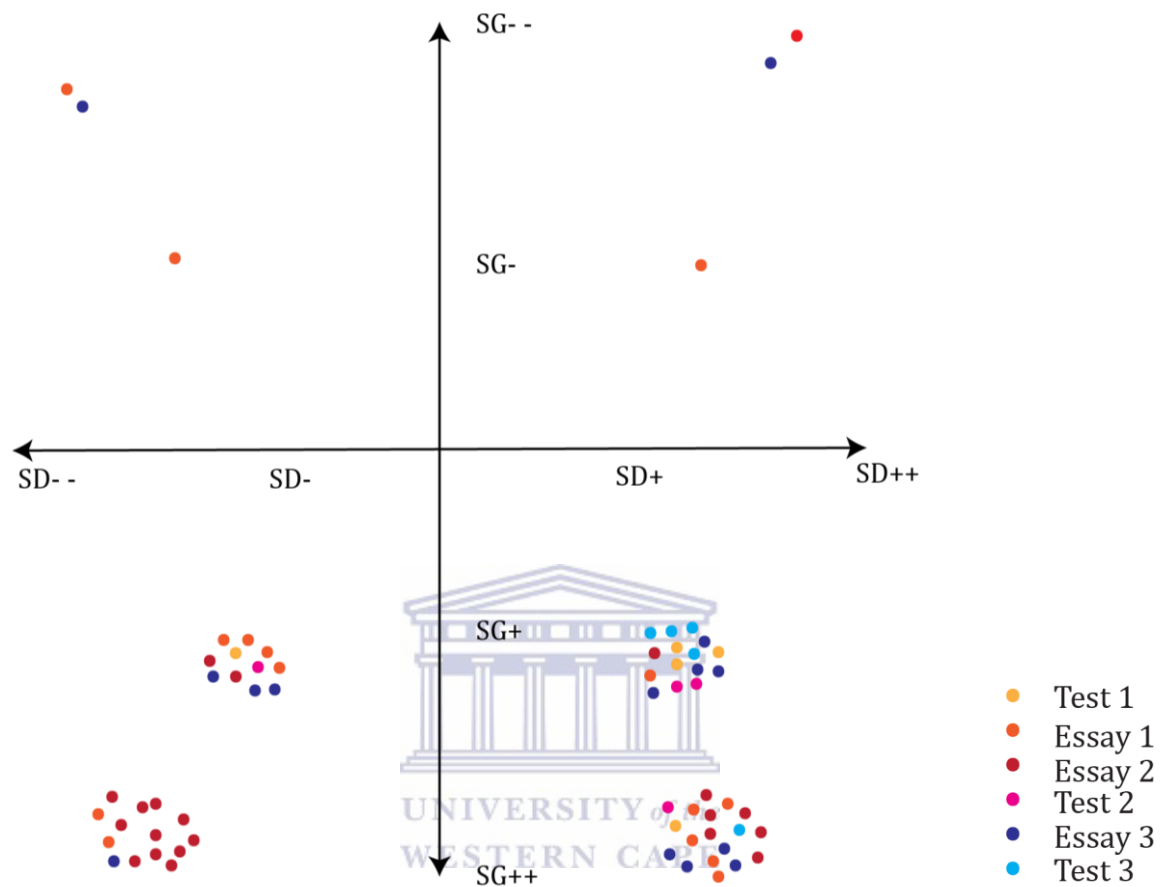 SG- -
SG-
SD- -
SD-
SD+
SD++
SG+
UNIVERSITY of the
WESTERN CAPE
SG++
Test 1
Essay 1
Essay 2
Test 2
Essay 3
Test 3